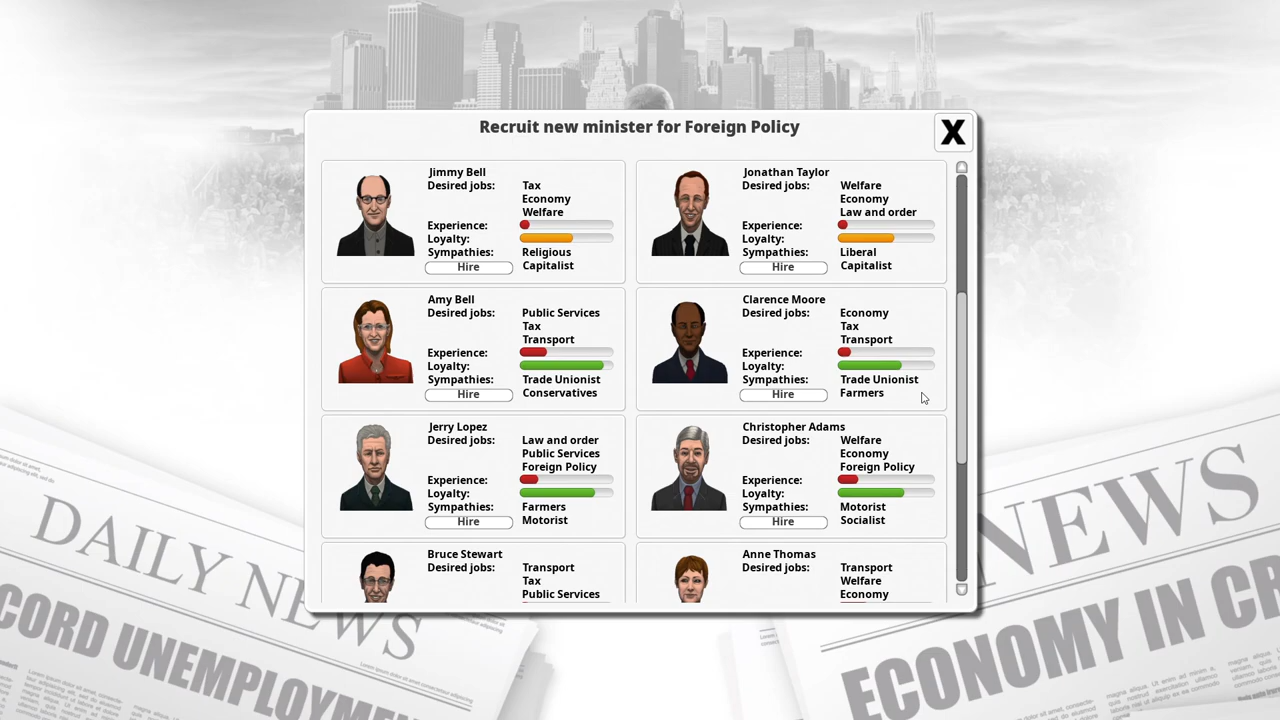 Recruit new minister for Foreign Policy
X
Jimmy Bell
Desired jobs:
Tax
Economy
Welfare
Experience:
Loyalty:
Sympathies:
Religious
Capitalist
Hire
Jonathan Taylor
Desired jobs:
Welfare
Economy
Law and order
Experience:
Loyalty:
Sympathies:
Liberal
Capitalist
Hire
Amy Bell
Desired jobs:
Public Services
Tax
Transport
Experience:
Loyalty:
Sympathies:
Trade Unionist
Conservatives
Hire
Clarence Moore
Desired jobs:
Economy
Tax
Transport
Experience:
Loyalty:
Sympathies:
Trade Unionist
Farmers
Hire
Jerry Lopez
Desired jobs:
Law and order
Public Services
Foreign Policy
Experience:
Loyalty:
Sympathies:
Farmers
Motorist
Hire
Christopher Adams
Desired jobs:
Welfare
Economy
Foreign Policy
Experience:
Loyalty:
Sympathies:
Motorist
Socialist
Hire
Bruce Stewart
Desired jobs:
Transport
Tax
Public Services
Anne Thomas
Desired jobs:
Transport
Welfare
Economy
DAILY NEWS
CORD UNEMPLOYME
NEWS
ECONOMY IN CR